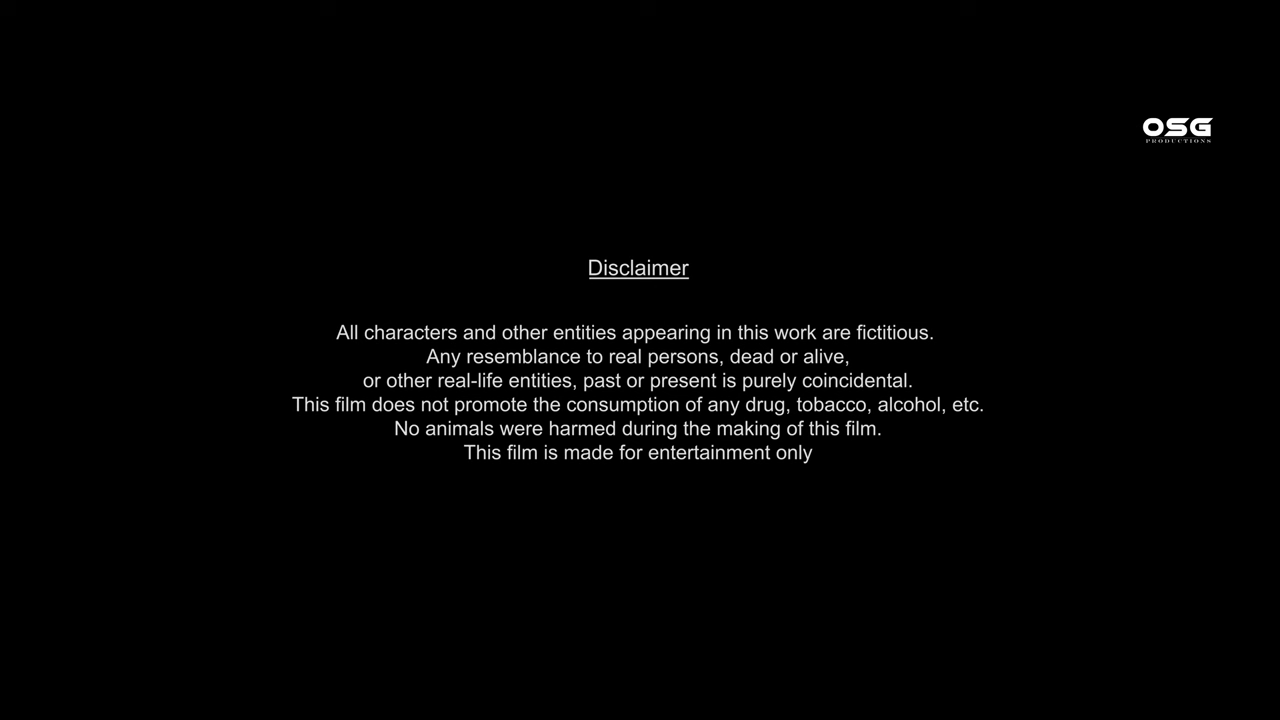 OSG
PRODUCTIONS
Disclaimer
All characters and other entities appearing in this work are fictitious.
Any resemblance to real persons, dead or alive,
or other real-life entities, past or present is purely coincidental.
This film does not promote the consumption of any drug, tobacco, alcohol, etc.
No animals were harmed during the making of this film.
This film is made for entertainment only